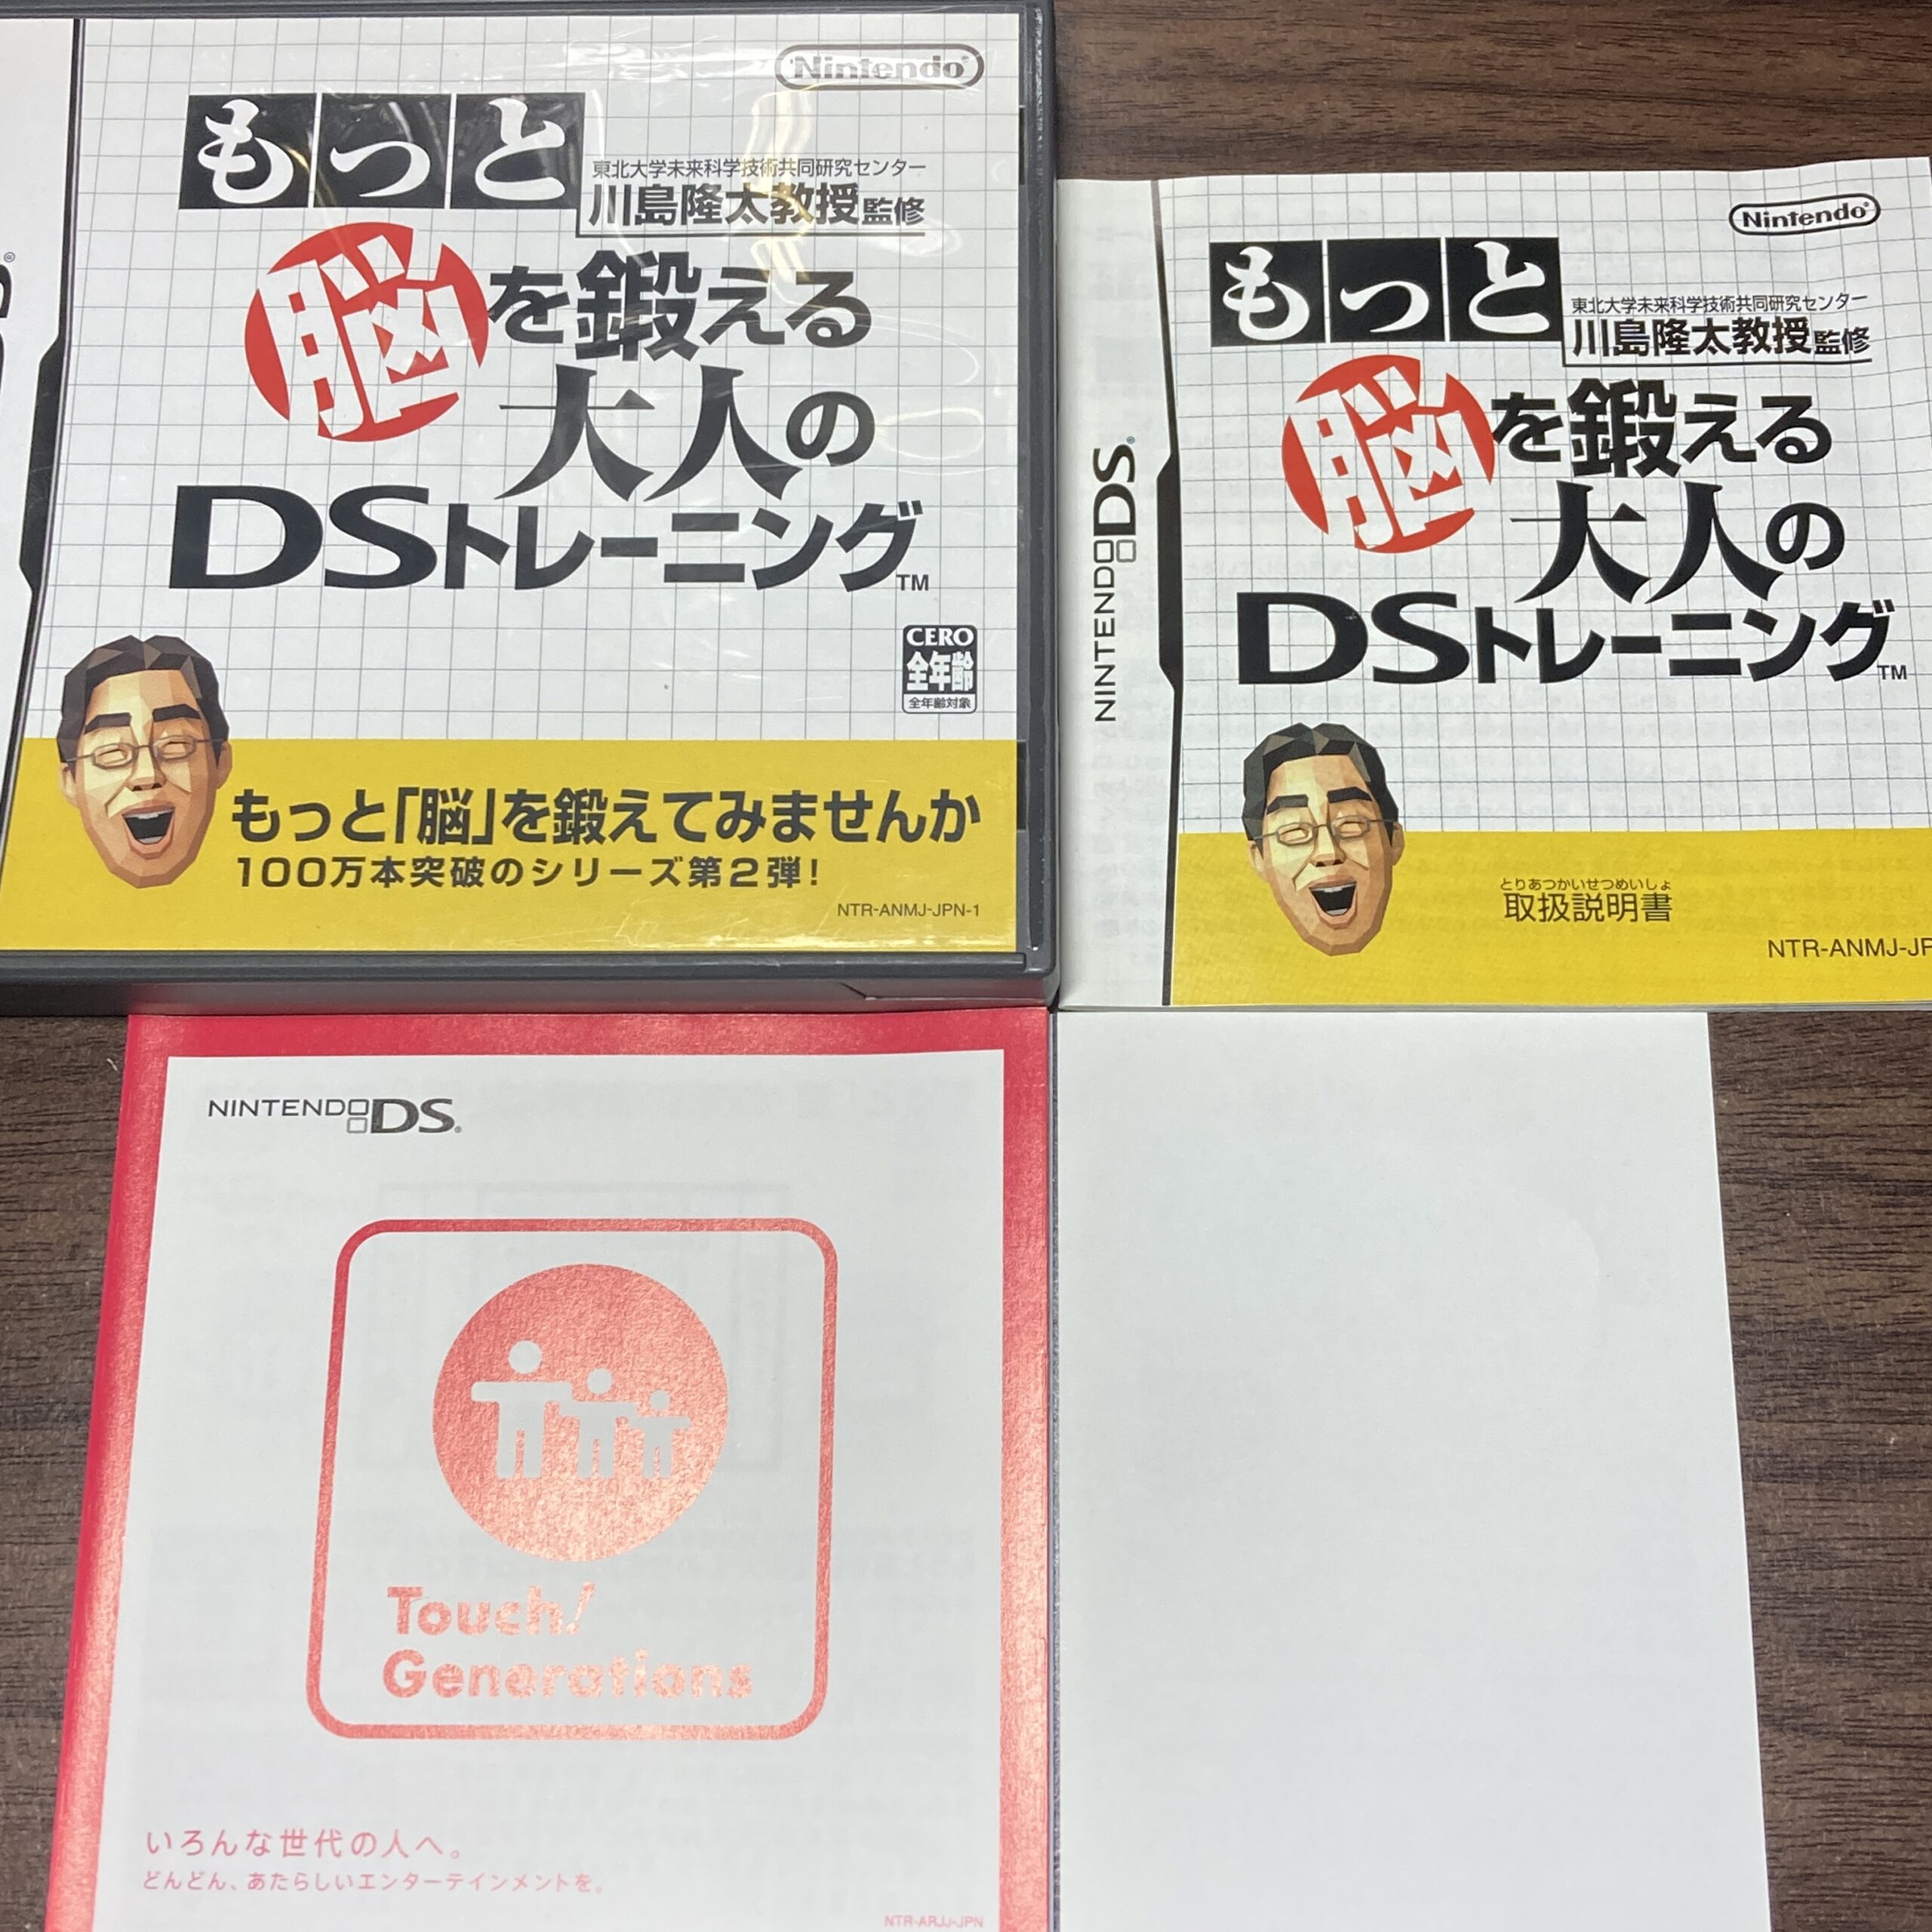 Nintendo®
もっと
東北大学未来科学技術共同研究センター
川島隆太教授監修
脳を鍛える
大人の
DSトレーニング™
CERO
全年齢
全年齢対象
もっと「脳」を鍛えてみませんか
100万本突破のシリーズ第2弾!
NTR-ANMJ-JPN-1
Nintendo®
もっと
東北大学未来科学技術共同研究センター
川島隆太教授監修
脳を鍛える
大人の
DSトレーニング™
NINTENDO DS®
とりあつかいせつめいしょ
取扱説明書
NTR-ANMJ-JP
NINTENDO DS®
Touch!
Generations
いろんな世代の人へ。
どんどん、あたらしいエンターテインメントを。
NTR-ARJJ-JPN